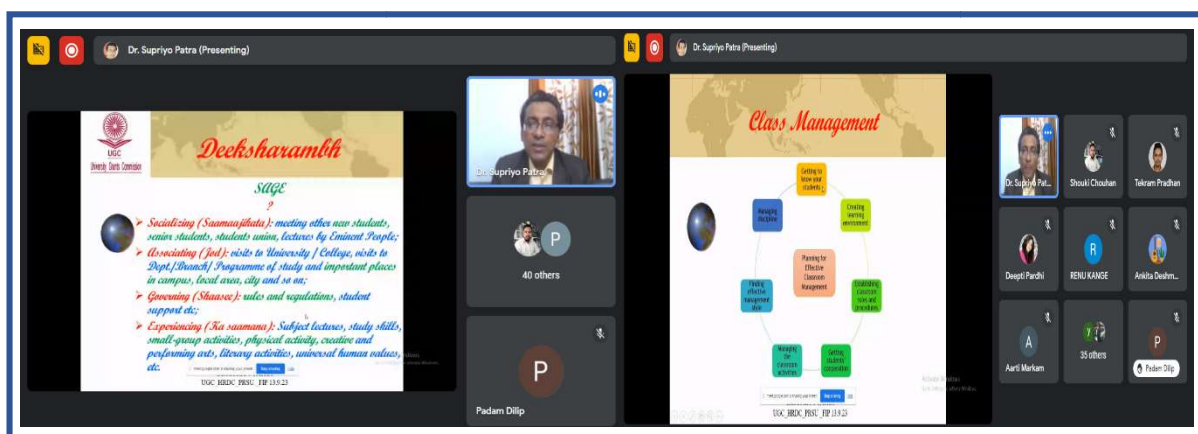 Dr. Supriyo Patra (Presenting)
UGC
University Grants Commission
Deeksharambh
SAGE
?
➢ Socializing (Saamaajihata): meeting other new students,
senior students, students union, lectures by Eminent People;
➢ Associating (Jod): visits to University / College, visits to
Dept./Branch/ Programme of study and important places
in campus, local area, city and so on;
➢ Governing (Shaasec): rules and regulations, student
support etc;
➢ Experiencing (Ka saamana): Subject lectures, study skills,
small-group activities, physical activity, creative and
performing arts, literary activities, universal human values,
etc.
UGC_HRDC_PRSU_FIP 13.9.23
Dr. Supriyo Patra
P
40 others
P
Padam Dilip
Dr. Supriyo Patra (Presenting)
Class Management
Getting to
know your
students
Creating
learning
environment
Establishing
classroom
rules and
procedures
Getting
students'
cooperation
Managing
the
classroom
activities
Finding
effective
management
style
Managing
discipline
Planning for
Effective
Classroom
Management
UGC_HRDC_PRSU_FIP 13.9.23
Dr. Supriyo Pat...
Shouki Chouhan
Tekram Pradhan
Deepti Pardhi
R
RENU KANGE
Ankita Deshm...
A
Aarti Markam
7
35 others
P
Padam Dilip